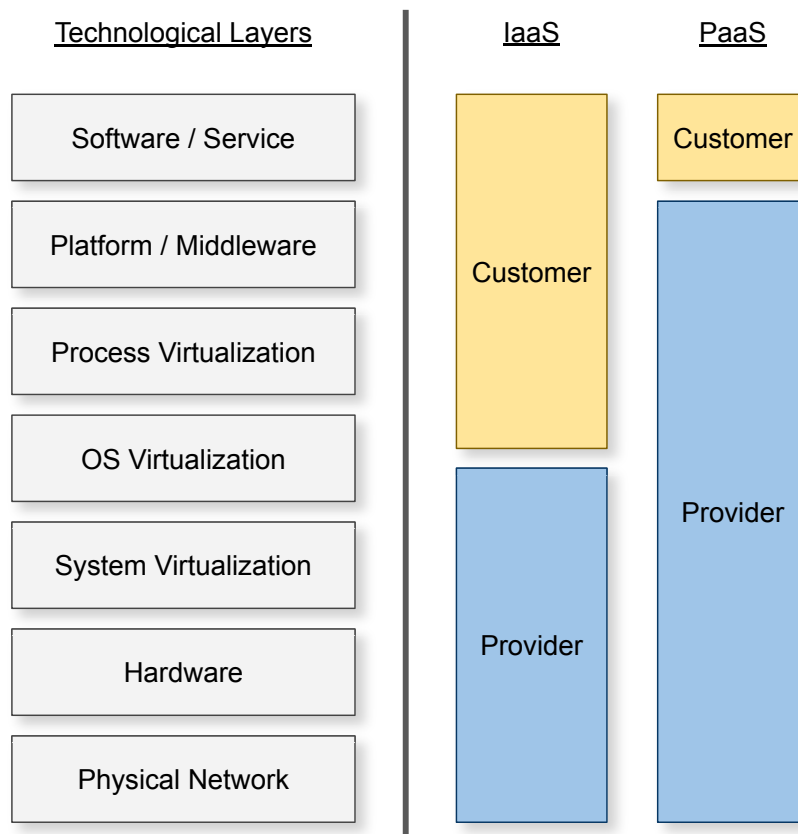 Technological Layers
IaaS
PaaS
Software / Service
Customer
Platform / Middleware
Customer
Process Virtualization
OS Virtualization
Provider
System Virtualization
Provider
Hardware
Physical Network